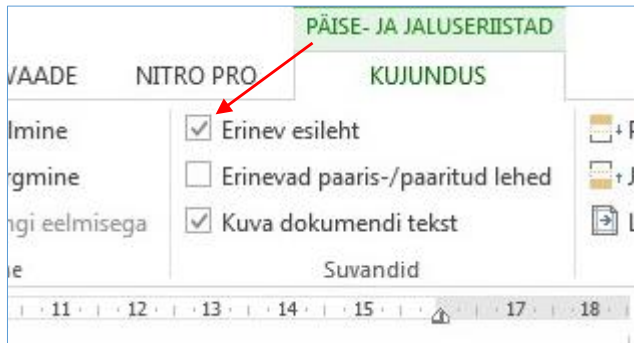 PÄISE- JA JALUSERIISTAD
VAADE NITRO PRO KUJUNDUS
lmine Erinev esileht
rgmine Erinevad paaris-/paaritud lehed
ngi eelmisega Kuva dokumendi tekst
Suvandid
11 12 13 14 15 17 18